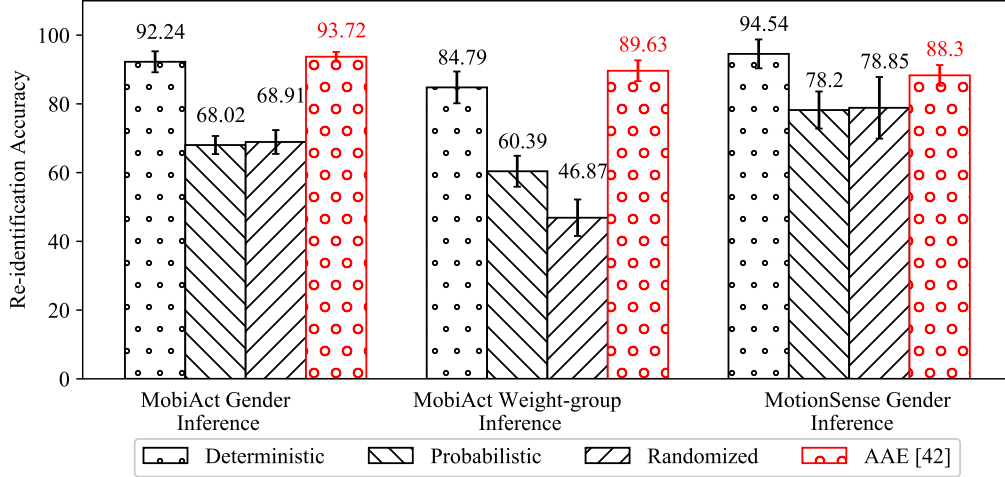 Re-identification Accuracy
100
80
60
40
20
0
92.24
68.02
68.91
93.72
84.79
60.39
46.87
89.63
94.54
78.2
78.85
88.3
MobiAct Gender
Inference
MobiAct Weight-group
Inference
MotionSense Gender
Inference
Deterministic
Probabilistic
Randomized
AAE [42]